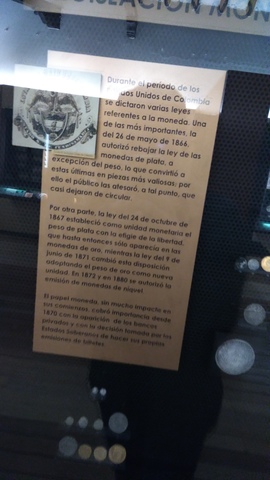 LACIÓN MON
Durante el período de los
Estados Unidos de Colombia
se dictaron varias leyes
referentes a la moneda. Una
de las más importantes, la
del 26 de mayo de 1866,
autorizó rebajar la ley de las
monedas de plata, a
excepción del peso, lo que convirtió a
estas últimas en piezas más valiosas; por
ello el público las atesoró, a tal punto, que
casi dejaron de circular.
Por otra parte, la ley del 24 de octubre de
1867 estableció como unidad monetaria el
peso de plata con la efigie de la libertad,
que hasta entonces sólo aparecía en las
monedas de oro, mientras la ley del 9 de
junio de 1871 cambió esta disposición
adoptando el peso de oro como nueva
unidad. En 1872 y en 1880 se autorizó la
emisión de monedas de níquel.
El papel moneda, sin mucho impacto en
sus comienzos, cobró importancia desde
1870 con la aparición de los bancos
privados y con la decisión tomada por los
Estados Soberanos de hacer sus propias
emisiones de billetes.